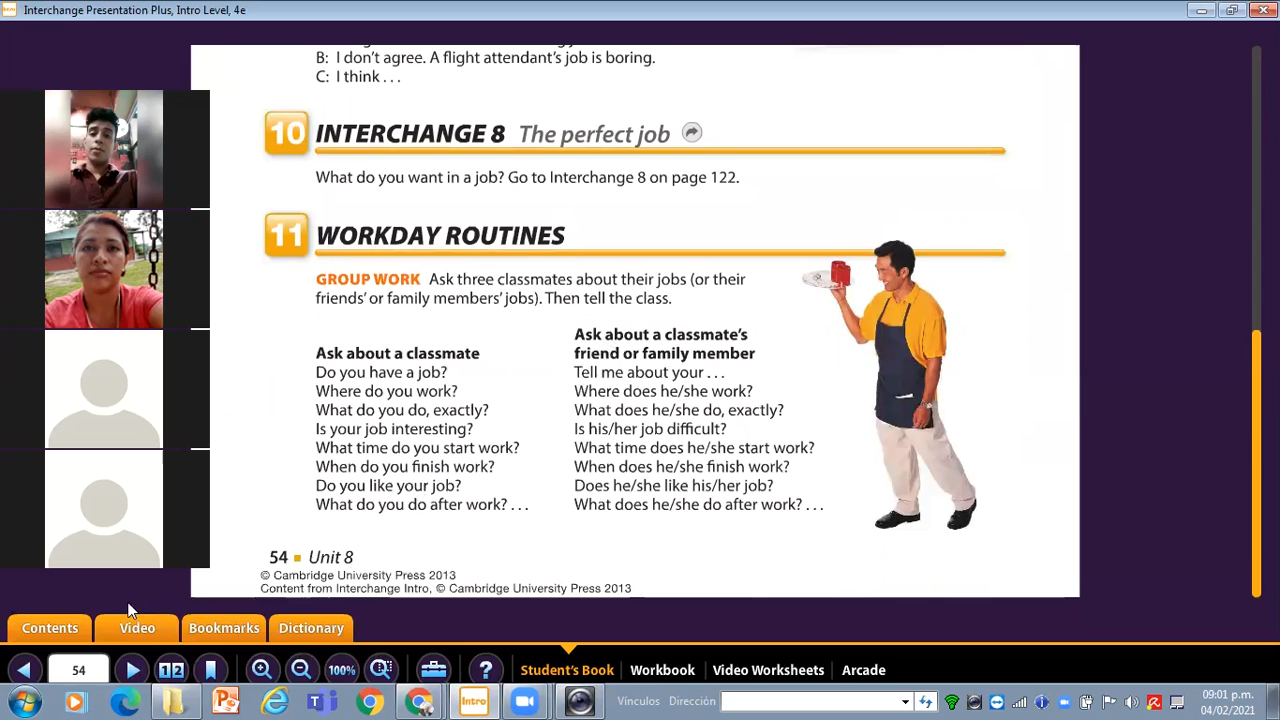 Interchange Presentation Plus, Intro Level, 4e
B: I don't agree. A flight attendant's job is boring.
C: I think . . .
10 INTERCHANGE 8 The perfect job
What do you want in a job? Go to Interchange 8 on page 122.
11 WORKDAY ROUTINES
GROUP WORK Ask three classmates about their jobs (or their
friends' or family members' jobs). Then tell the class.
Ask about a classmate
Do you have a job?
Where do you work?
What do you do, exactly?
Is your job interesting?
What time do you start work?
When do you finish work?
Do you like your job?
What do you do after work? . . .
Ask about a classmate's
friend or family member
Tell me about your . . .
Where does he/she work?
What does he/she do, exactly?
Is his/her job difficult?
What time does he/she start work?
When does he/she finish work?
Does he/she like his/her job?
What does he/she do after work? . . .
54 ▪ Unit 8
© Cambridge University Press 2013
Content from Interchange Intro, © Cambridge University Press 2013
Contents Video Bookmarks Dictionary
54 12 100% ? Student's Book Workbook Video Worksheets Arcade
Intro Vínculos Dirección 09:01 p.m.
04/02/2021